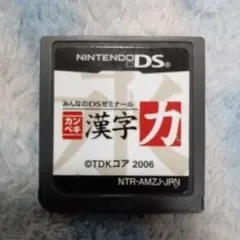 NINTENDO DS
みんなのDSゼミナール
カンペキ 漢字力
©TDKコア 2006
NTR-AMZJ-JPN